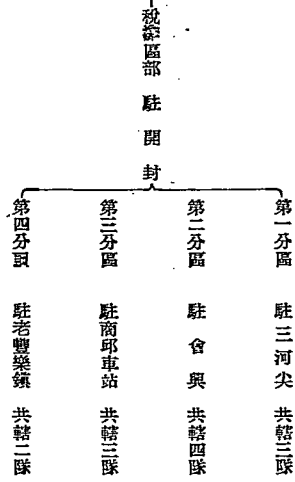 稅警區部 駐開封
第一分區 駐三河尖 共轄三隊
第二分區 駐會興 共轄四隊
第三分區 駐商邱車站 共轄三隊
第四分區 駐老豐樂鎮 共轄二隊